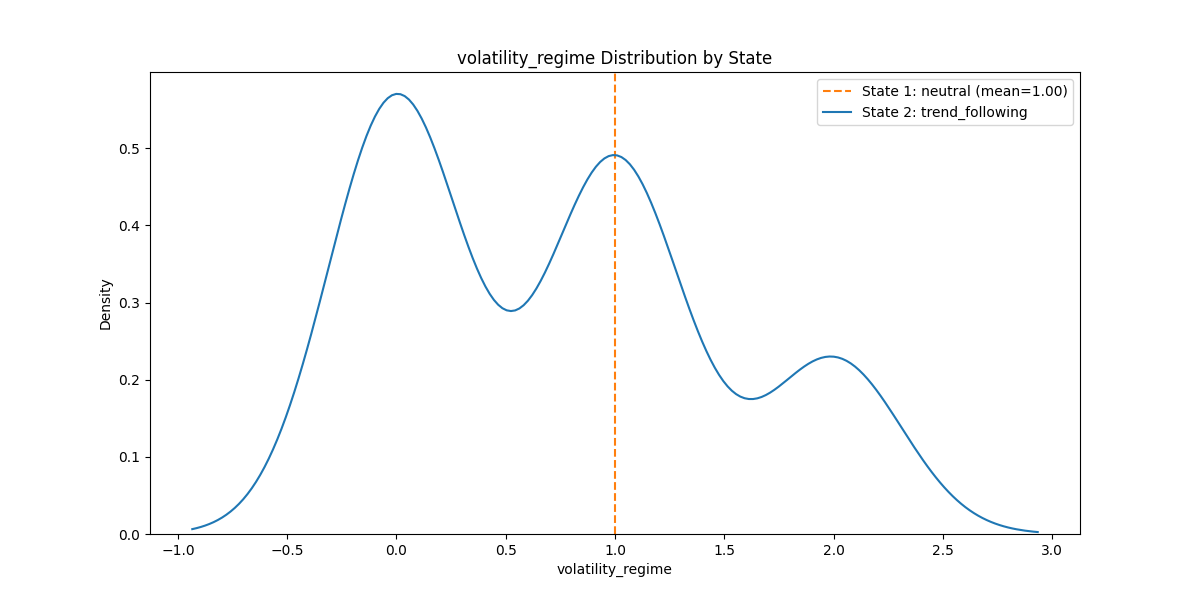 volatility_regime Distribution by State
State 1: neutral (mean=1.00)
State 2: trend_following
Density
0.5
0.4
0.3
0.2
0.1
0.0
−1.0 −0.5 0.0 0.5 1.0 1.5 2.0 2.5 3.0
volatility_regime